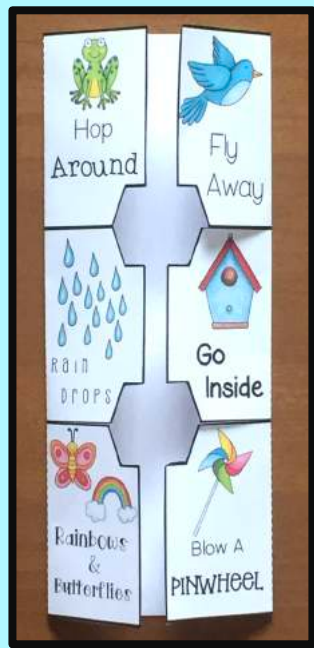 Hop
Around
Fly
Away
Rain
Drops
Go
Inside
Rainbows
&
Butterflies
Blow A
PINWHEEL